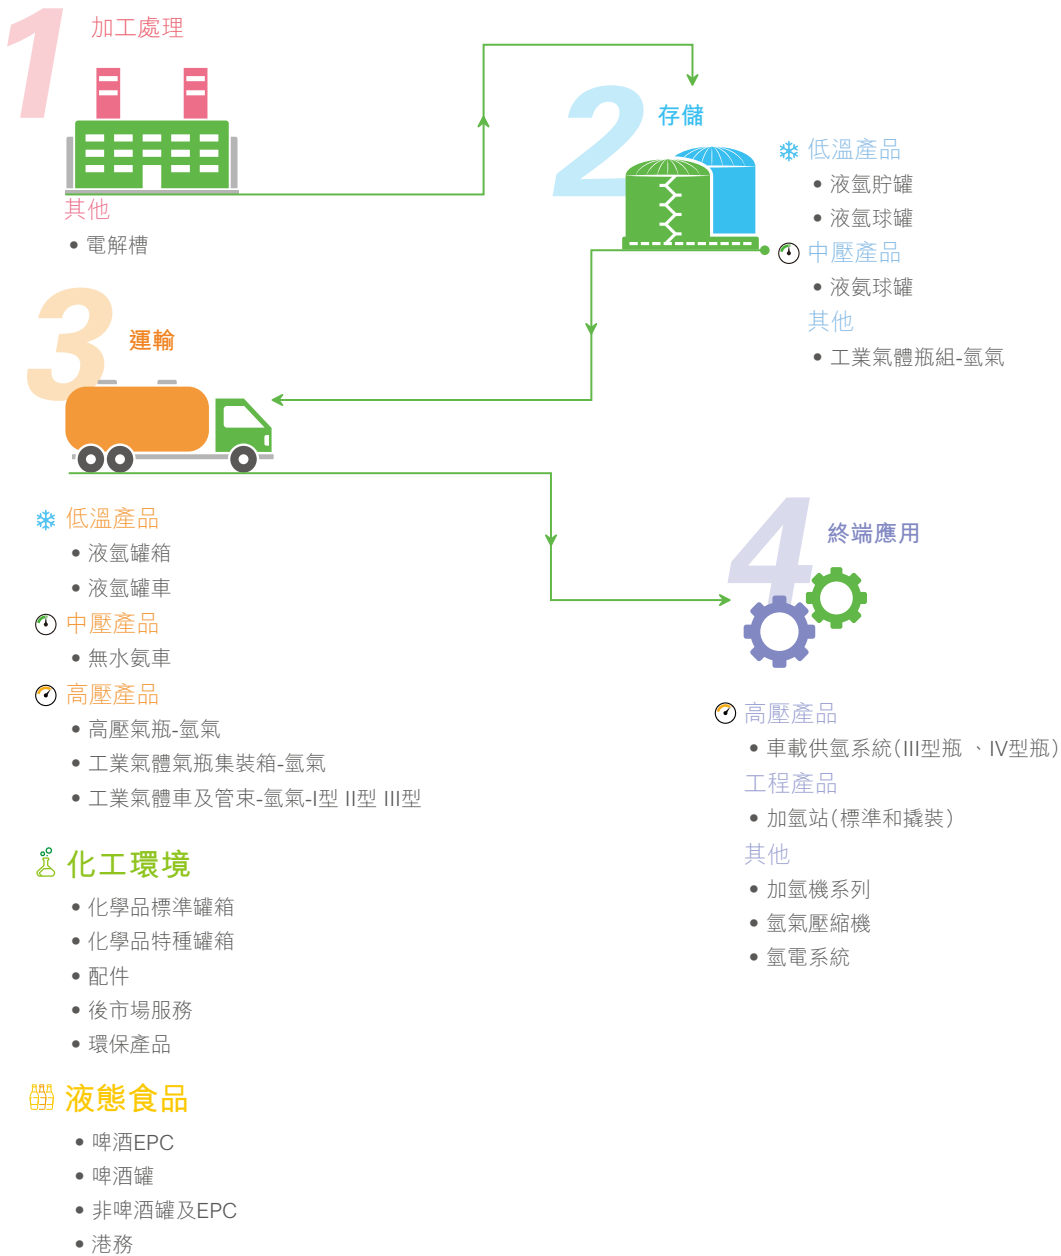 1
加工處理
其他
• 電解槽
2
存儲
低溫產品
• 液氫貯罐
• 液氫球罐
中壓產品
• 液氨球罐
其他
• 工業氣體瓶組-氫氣
3
運輸
低溫產品
• 液氫罐箱
• 液氫罐車
中壓產品
• 無水氨車
高壓產品
• 高壓氣瓶-氫氣
• 工業氣體氣瓶集裝箱-氫氣
• 工業氣體車及管束-氫氣-I型 II型 III型
4
終端應用
高壓產品
• 車載供氫系統(III型瓶 、IV型瓶)
工程產品
• 加氫站(標準和撬裝)
其他
• 加氫機系列
• 氫氣壓縮機
• 氫電系統
化工環境
• 化學品標準罐箱
• 化學品特種罐箱
• 配件
• 後市場服務
• 環保產品
液態食品
• 啤酒EPC
• 啤酒罐
• 非啤酒罐及EPC
• 港務